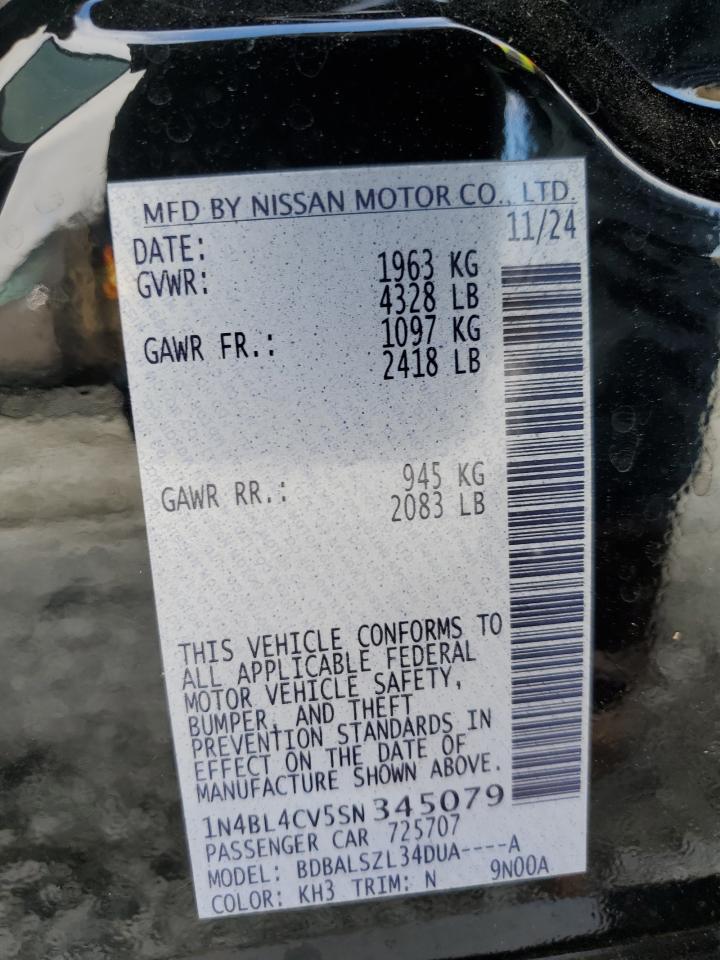 MFD BY NISSAN MOTOR CO., LTD.
DATE: 11/24
GVWR: 1963 KG
4328 LB
GAWR FR.: 1097 KG
2418 LB
GAWR RR.: 945 KG
2083 LB
THIS VEHICLE CONFORMS TO
ALL APPLICABLE FEDERAL
MOTOR VEHICLE SAFETY,
BUMPER, AND THEFT
PREVENTION STANDARDS IN
EFFECT ON THE DATE OF
MANUFACTURE SHOWN ABOVE.
1N4BL4CV5SN345079
PASSENGER CAR 725707
MODEL: BDBALSZL34DUA----A
COLOR: KH3 TRIM: N 9N00A